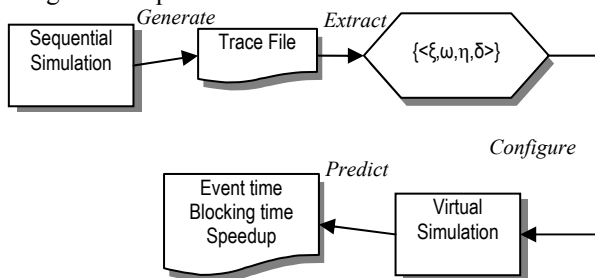 Generate
Extract
Sequential
Simulation
Trace File
{<ξ,ω,η,δ>}
Configure
Predict
Event time
Blocking time
Speedup
Virtual
Simulation